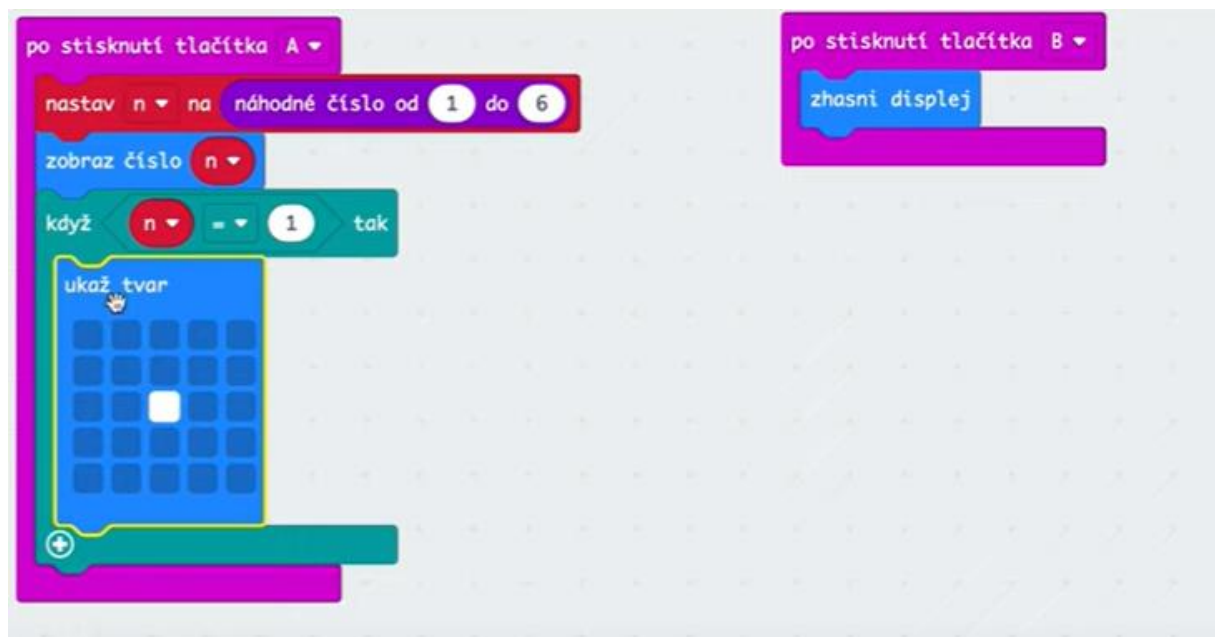 po stisknutí tlačítka A
nastav n na náhodné číslo od 1 do 6
zobraz číslo n
když n = 1 tak
ukaž tvar
po stisknutí tlačítka B
zhasni displej